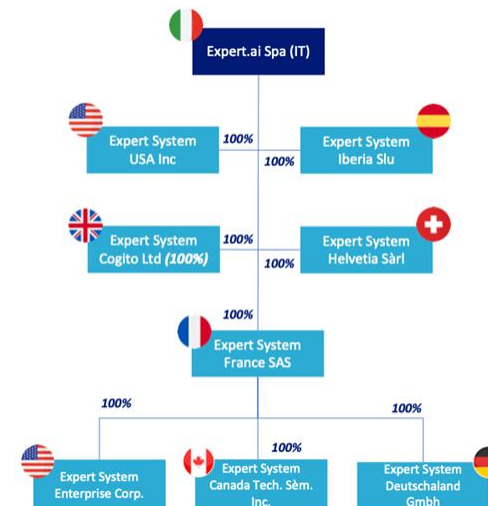 Expert.ai Spa (IT)
Expert System
USA Inc
100%
100%
Expert System
Iberia Slu
Expert System
Cogito Ltd (100%)
100%
100%
Expert System
Helvetia Sàrl
100%
Expert System
France SAS
100%
100%
100%
Expert System
Enterprise Corp.
Expert System
Canada Tech. Sèm.
Inc.
Expert System
Deutschaland
Gmbh